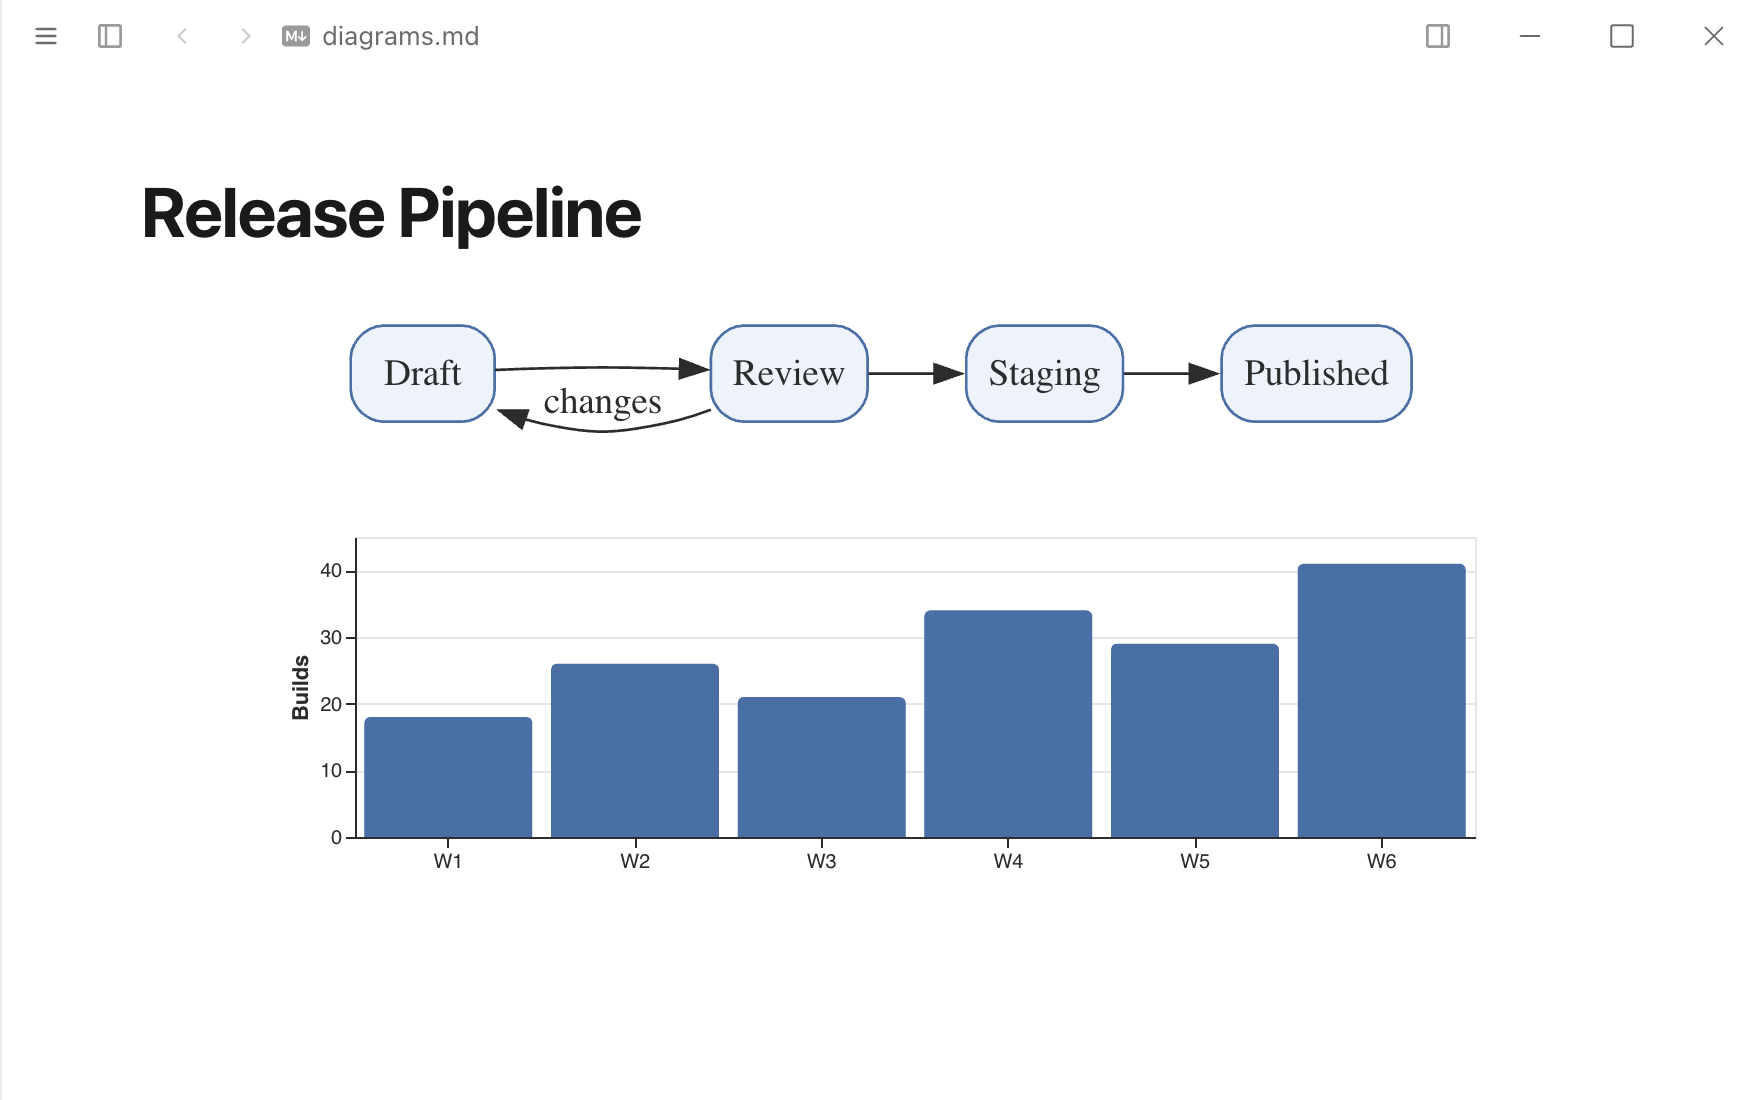 M↓ diagrams.md
Release Pipeline
Draft
Review
Staging
Published
changes
Builds
40
30
20
10
0
W1 W2 W3 W4 W5 W6